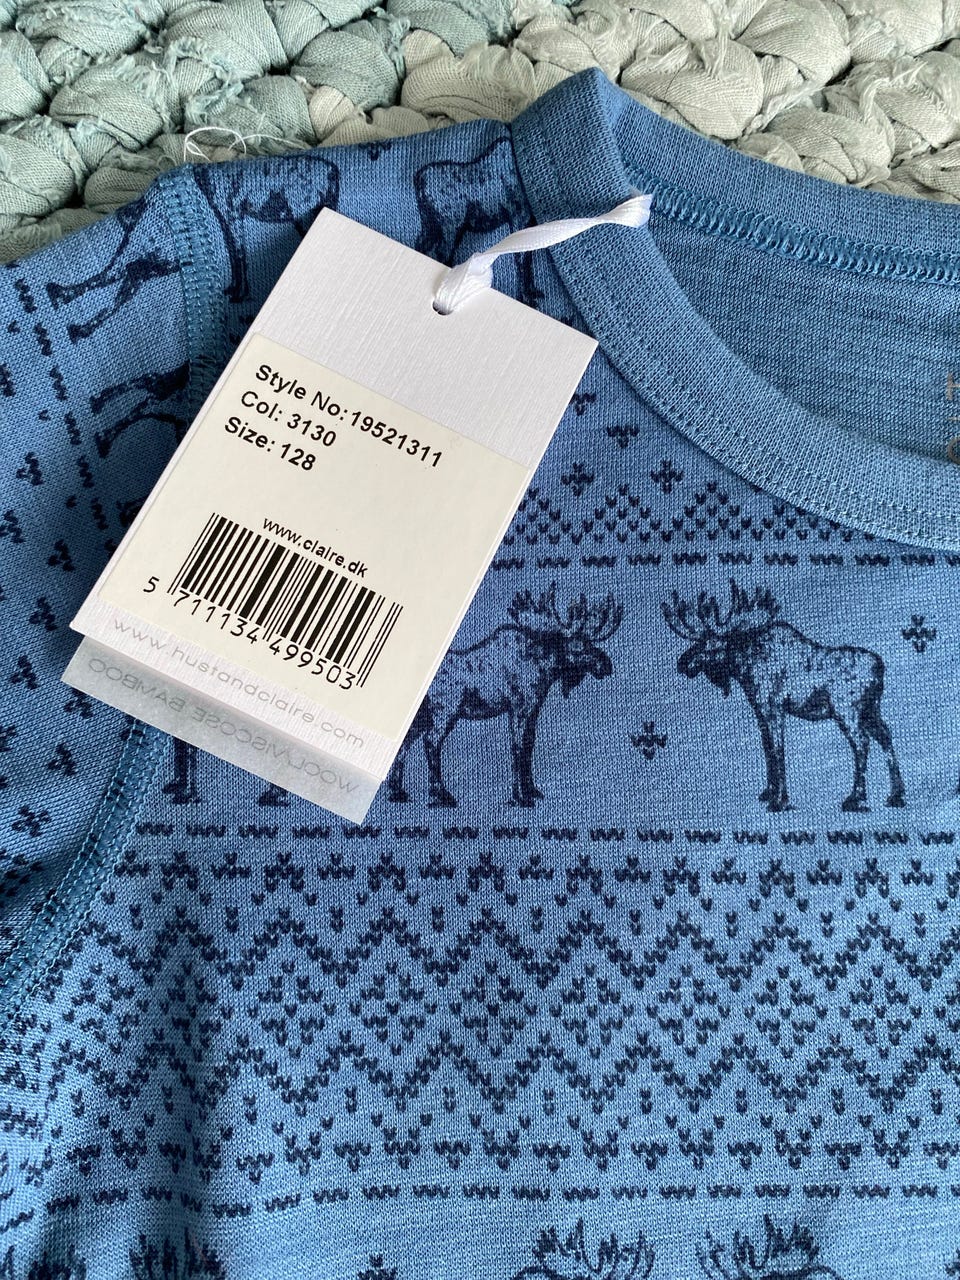 Style No: 19521311
Col: 3130
Size: 128
www.claire.dk
5 711134 499503
www.hustandclaire.com
WOOL/VISCOSE BAMBOO